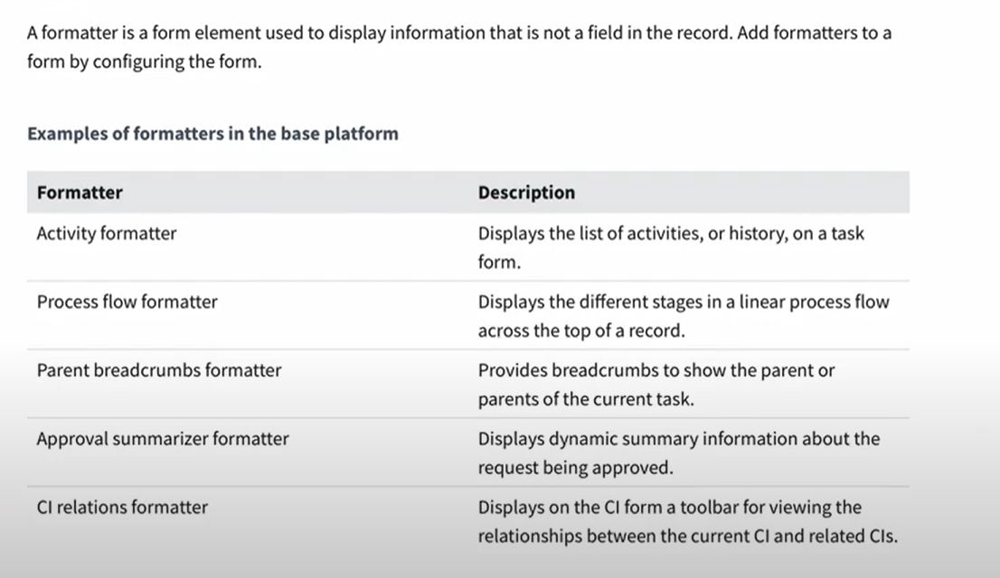 A formatter is a form element used to display information that is not a field in the record. Add formatters to a
form by configuring the form.
Examples of formatters in the base platform
Formatter Description
Activity formatter Displays the list of activities, or history, on a task
form.
Process flow formatter Displays the different stages in a linear process flow
across the top of a record.
Parent breadcrumbs formatter Provides breadcrumbs to show the parent or
parents of the current task.
Approval summarizer formatter Displays dynamic summary information about the
request being approved.
CI relations formatter Displays on the CI form a toolbar for viewing the
relationships between the current CI and related CIs.